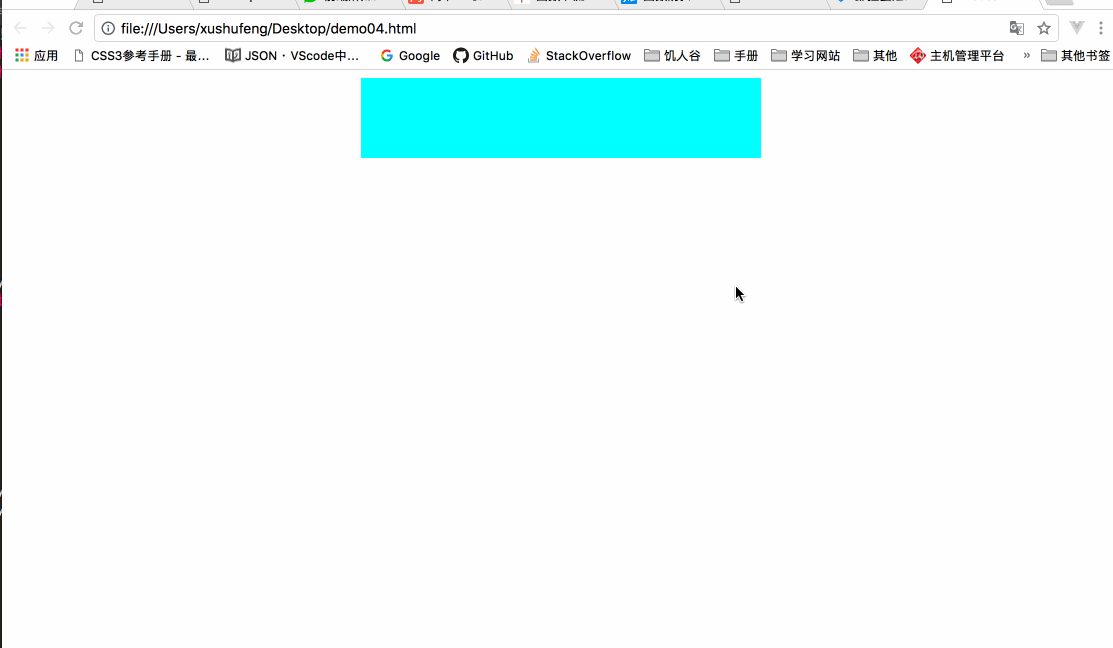 file:///Users/xushufeng/Desktop/demo04.html
应用 CSS3参考手册 - 最... JSON · VScode中... Google GitHub StackOverflow 饥人谷 手册 学习网站 其他 主机管理平台 » 其他书签